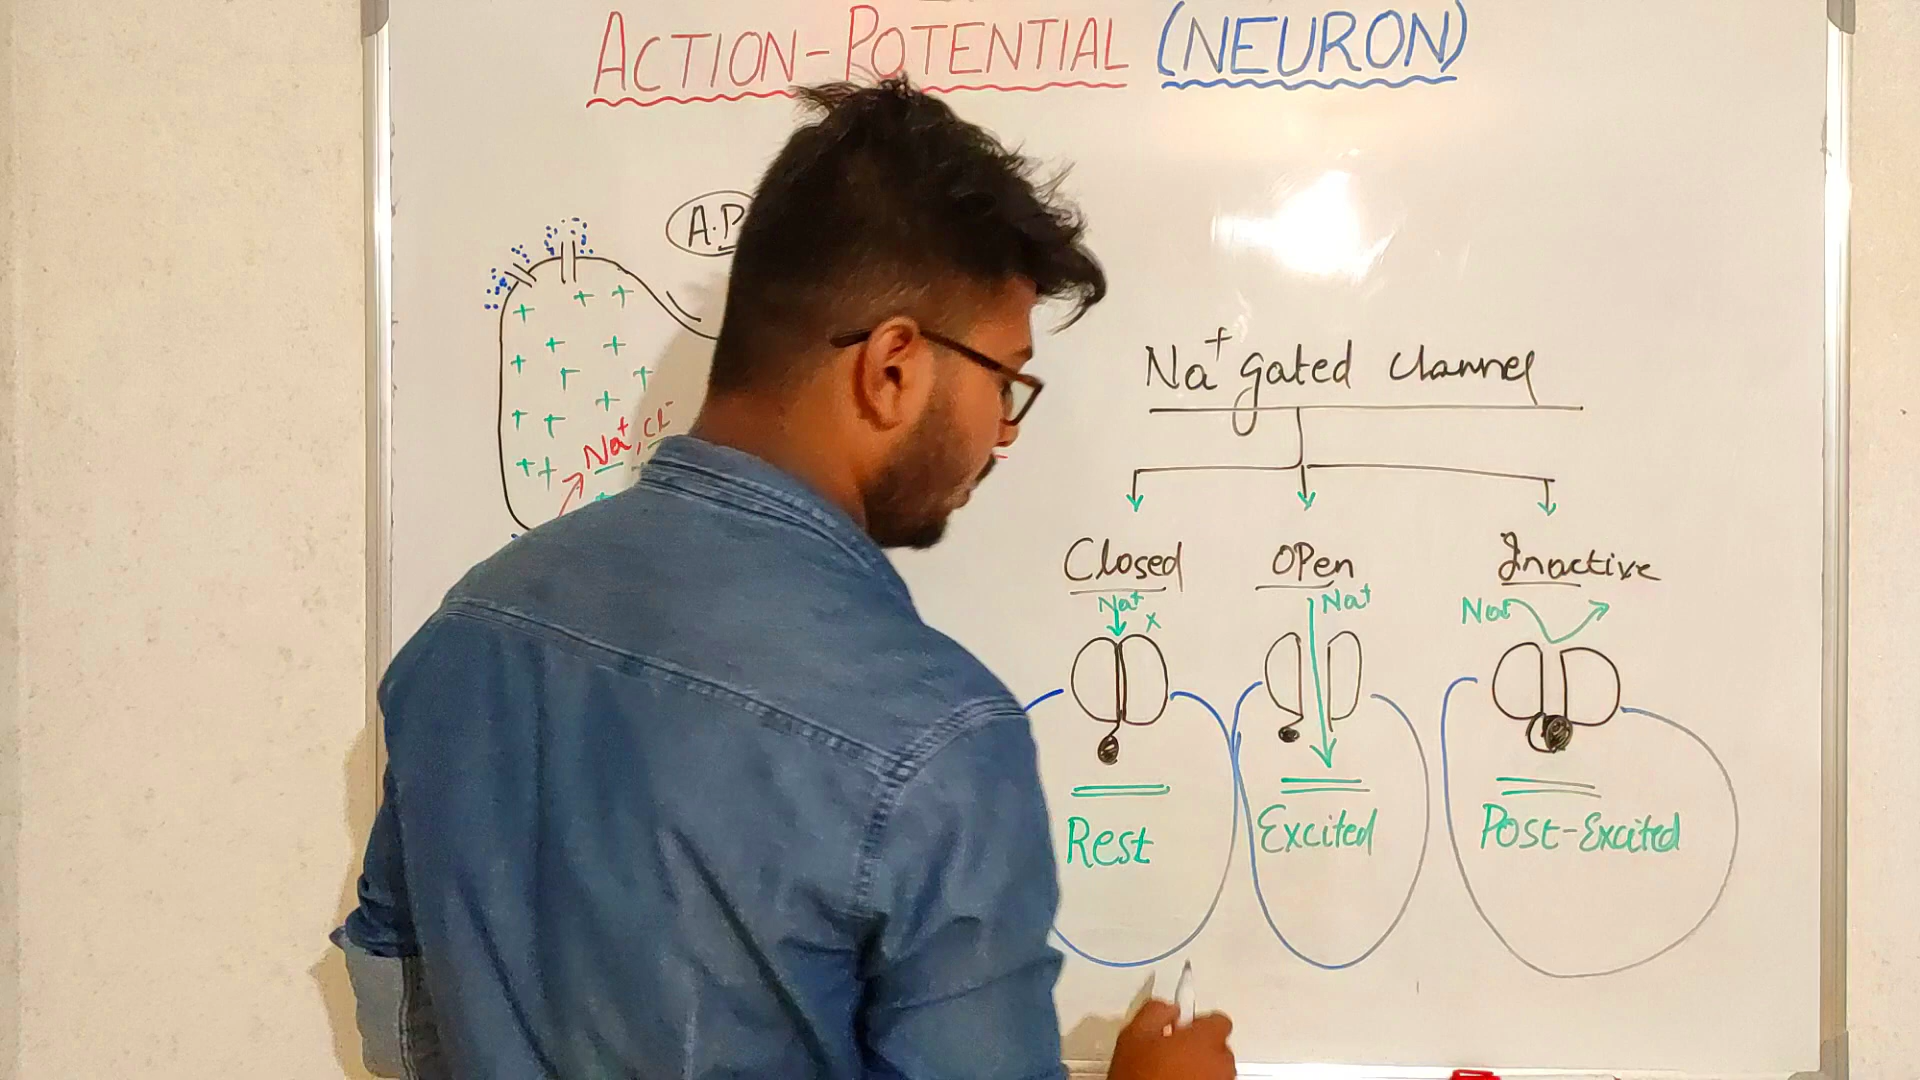 ACTION-POTENTIAL (NEURON)
A.P
Na⁺, Cl⁻
Na⁺ gated channel
Closed
Open
Inactive
Na⁺ x
Na⁺
Na⁺
Rest
Excited
Post-Excited